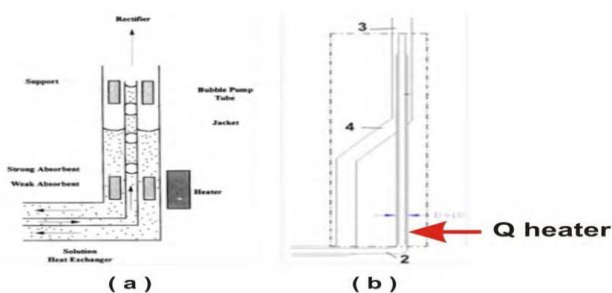 Rectifier
Support
Bubble Pump
Tube
Jacket
Strong Absorbent
Weak Absorbent
Heater
Solution
Heat Exchanger
( a )
3
4
Q heater
2
( b )